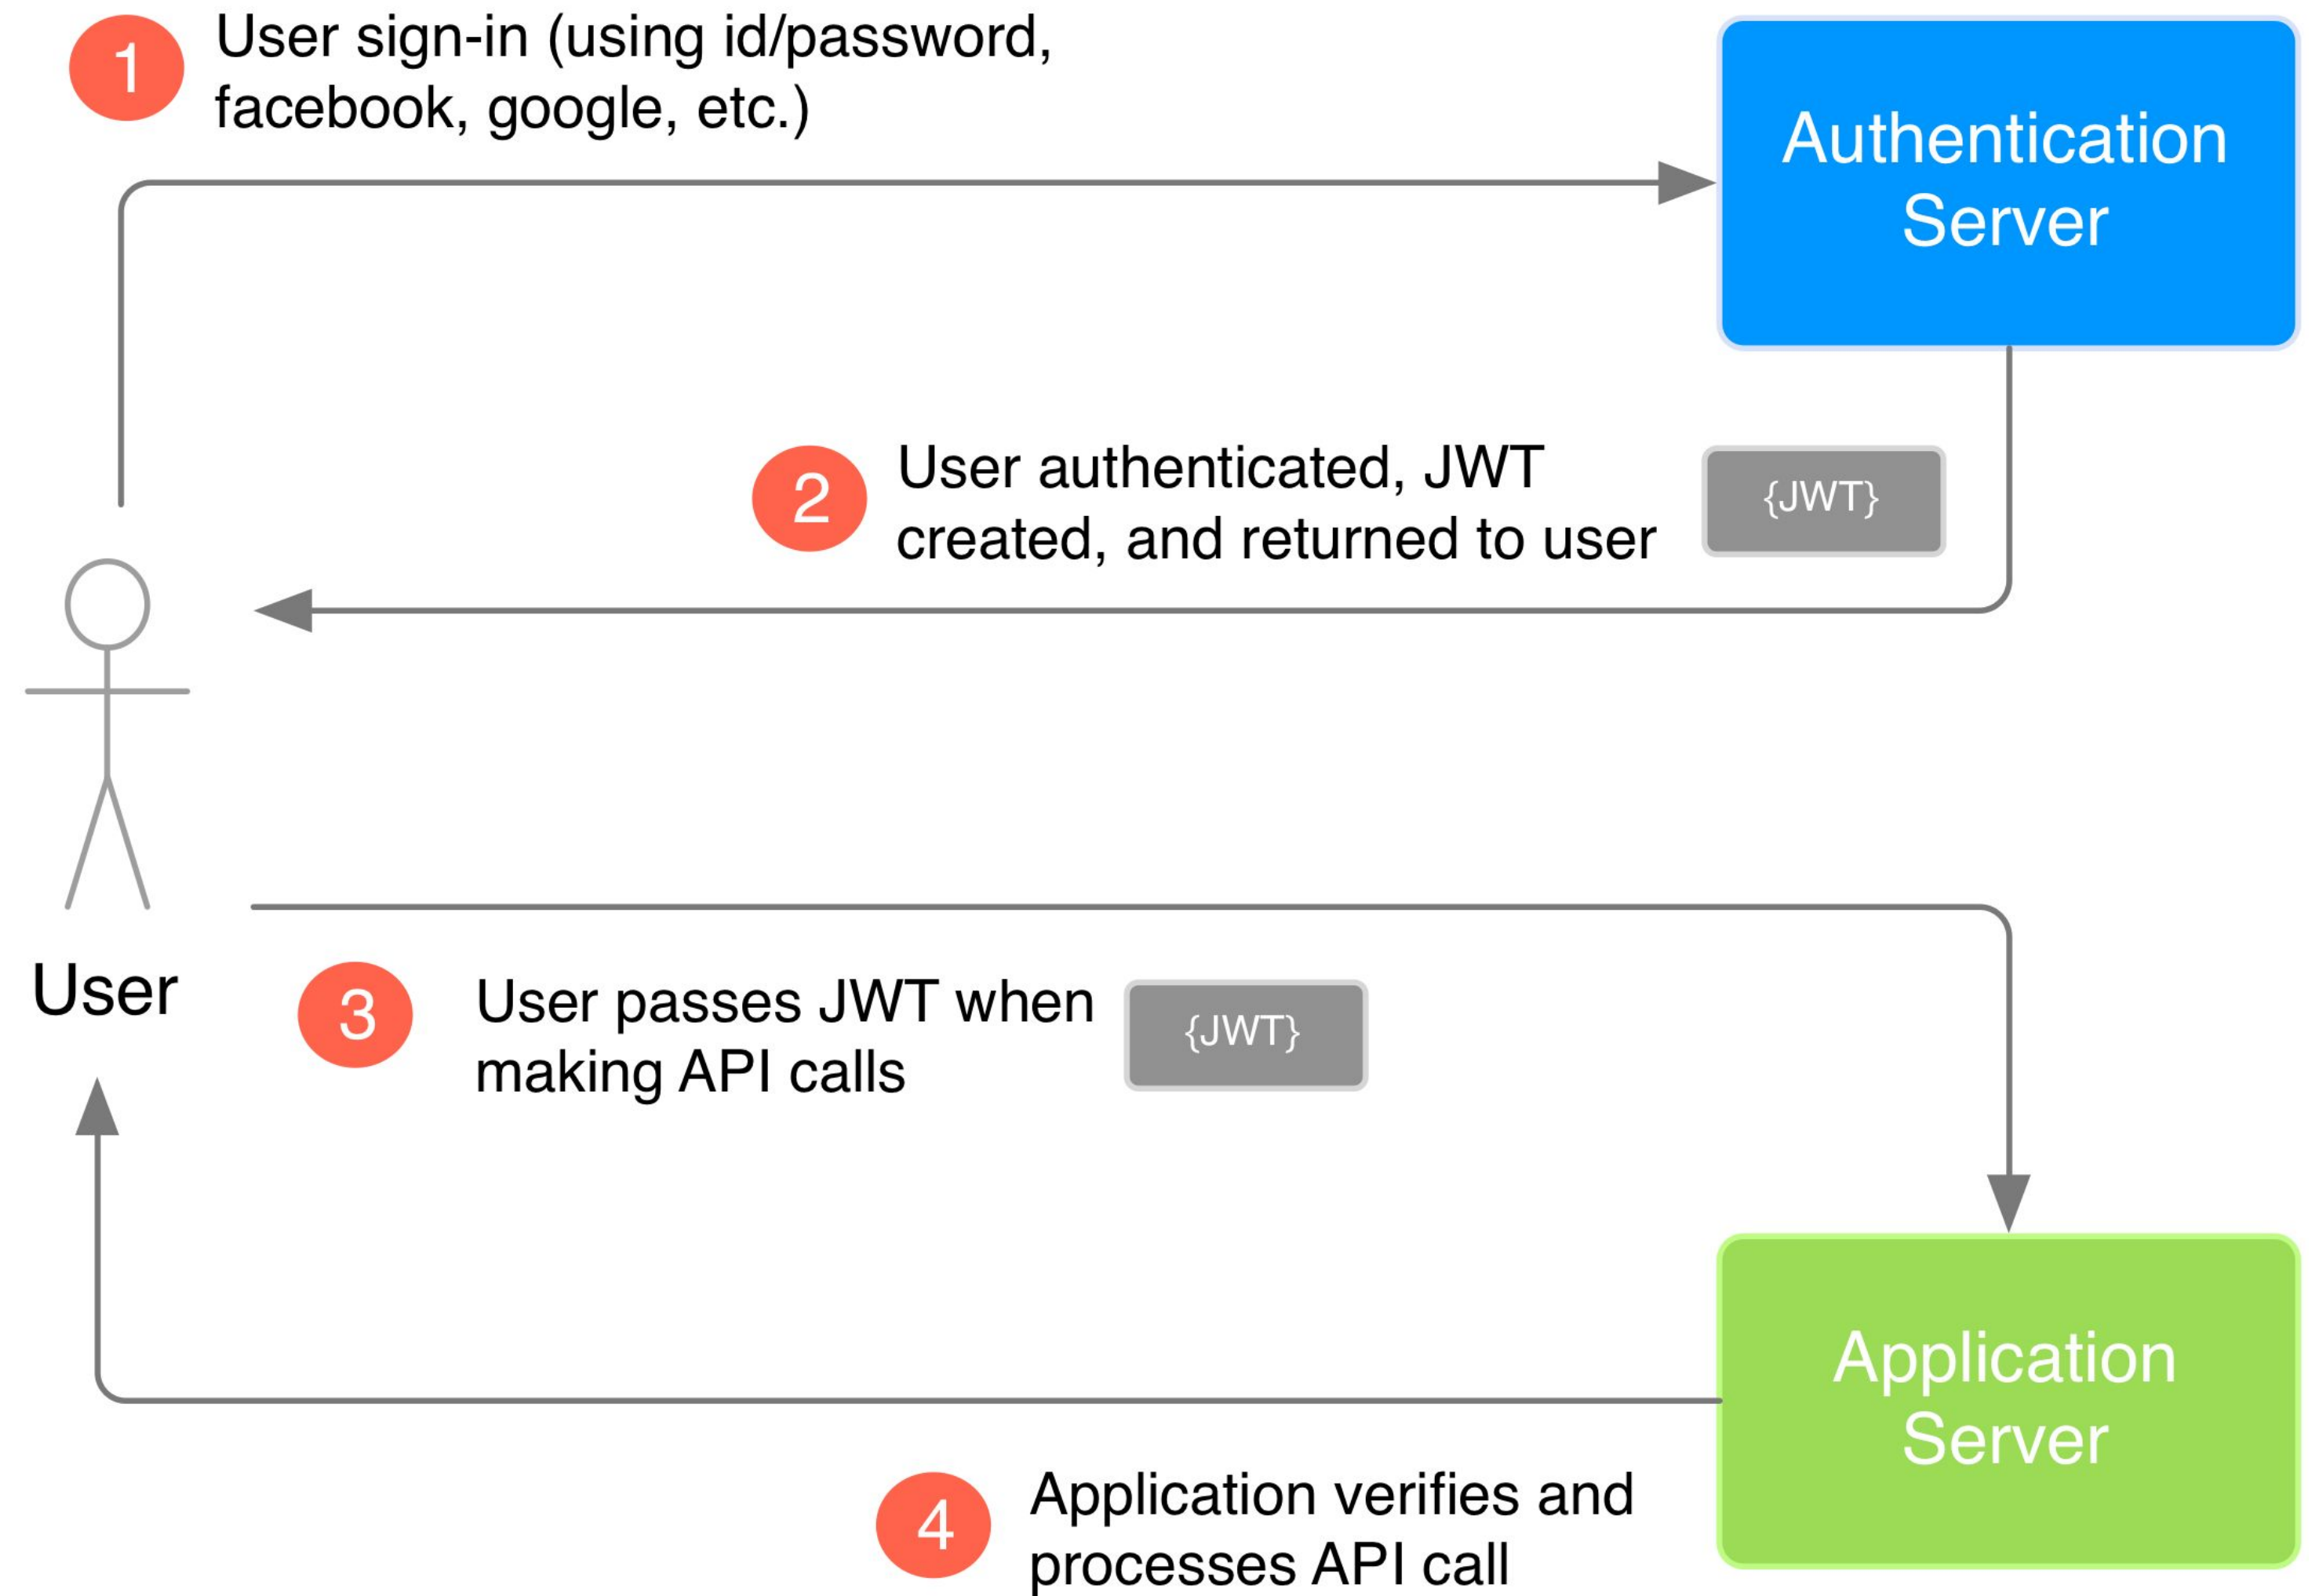 1
User sign-in (using id/password,
facebook, google, etc.)
Authentication
Server
2
User authenticated, JWT
created, and returned to user
{JWT}
User
3
User passes JWT when
making API calls
{JWT}
Application
Server
4
Application verifies and
processes API call